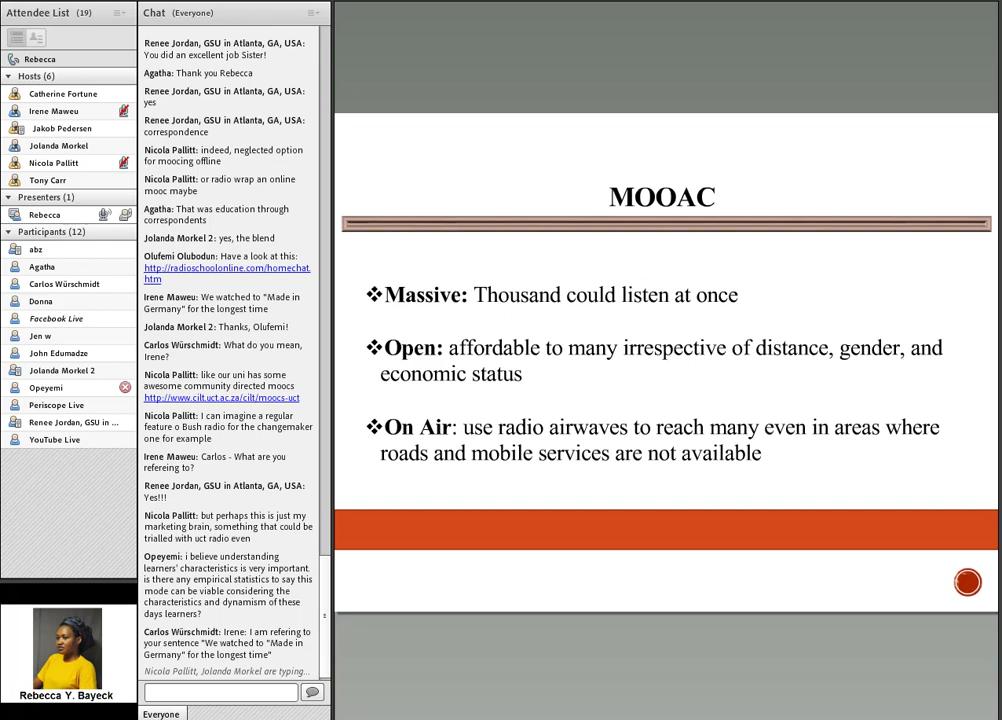 Attendee List (19)
Rebecca
Hosts (6)
Catherine Fortune
Irene Maweu
Jakob Pedersen
Jolanda Morkel
Nicola Pallitt
Tony Carr
Presenters (1)
Rebecca
Participants (12)
abz
Agatha
Carlos Würschmidt
Donna
Facebook Live
Jen w
John Edumadze
Jolanda Morkel 2
Opeyemi
Periscope Live
Renee Jordan, GSU in ...
YouTube Live
Rebecca Y. Bayeck
Chat (Everyone)
Renee Jordan, GSU in Atlanta, GA, USA:
You did an excellent job Sister!
Agatha: Thank you Rebecca
Renee Jordan, GSU in Atlanta, GA, USA:
yes
Renee Jordan, GSU in Atlanta, GA, USA:
correspondence
Nicola Pallitt: indeed, neglected option
for moocing offline
Nicola Pallitt: or radio wrap an online
mooc maybe
Agatha: That was education through
correspondents
Jolanda Morkel 2: yes, the blend
Olufemi Olubodun: Have a look at this:
http://radioschoolonline.com/homechat.
htm
Irene Maweu: We watched to "Made in
Germany" for the longest time
Jolanda Morkel 2: Thanks, Olufemi!
Carlos Würschmidt: What do you mean,
Irene?
Nicola Pallitt: like our uni has some
awesome community directed moocs
http://www.cilt.uct.ac.za/cilt/moocs-uct
Nicola Pallitt: I can imagine a regular
feature o Bush radio for the changemaker
one for example
Irene Maweu: Carlos - What are you
refereing to?
Renee Jordan, GSU in Atlanta, GA, USA:
Yes!!!
Nicola Pallitt: but perhaps this is just my
marketing brain, something that could be
trialled with uct radio even
Opeyemi: i believe understanding
learners' characteristics is very important.
is there any empirical statistics to say this
mode can be viable considering the
characteristics and dynamism of these
days learners?
Carlos Würschmidt: Irene: I am refering to
your sentence "We watched to "Made in
Germany" for the longest time"
Nicola Pallitt, Jolanda Morkel are typing...
Everyone
MOOAC
❖Massive: Thousand could listen at once
❖Open: affordable to many irrespective of distance, gender, and
economic status
❖On Air: use radio airwaves to reach many even in areas where
roads and mobile services are not available